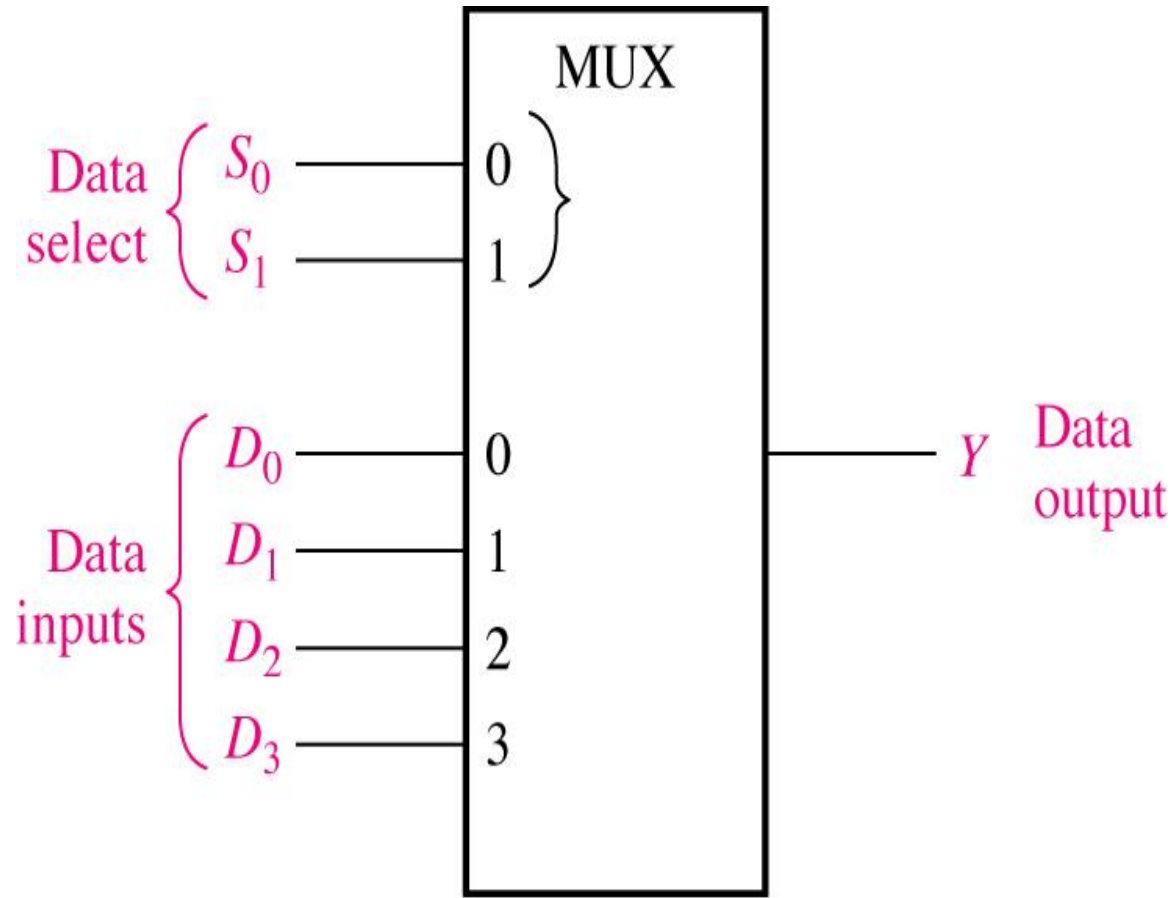 MUX
Data
select
S₀
0
S₁
1
Data
inputs
D₀
0
D₁
1
D₂
2
D₃
3
Y
Data
output